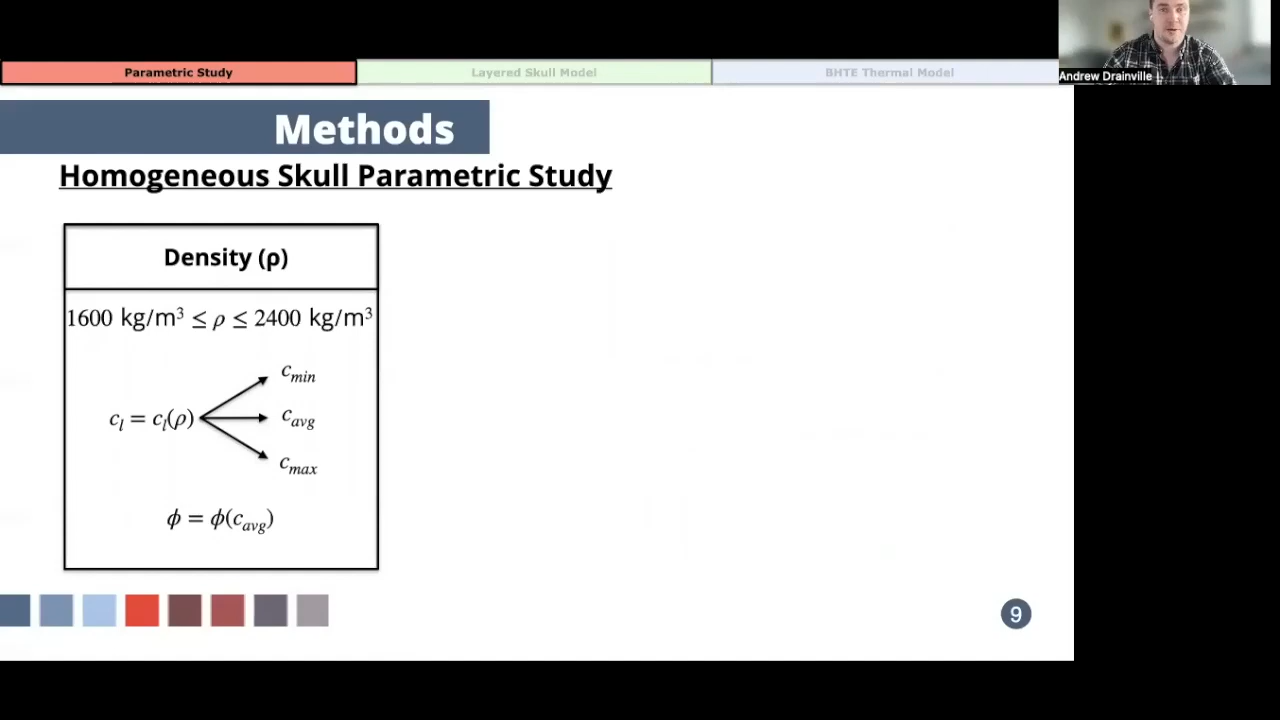 Parametric Study
Layered Skull Model
BHTE Thermal Model
Andrew Drainville
Methods
Homogeneous Skull Parametric Study
Density (ρ)
1600 kg/m³ ≤ ρ ≤ 2400 kg/m³
c_min
c_l = c_l(ρ)
c_avg
c_max
ϕ = ϕ(c_avg)
9